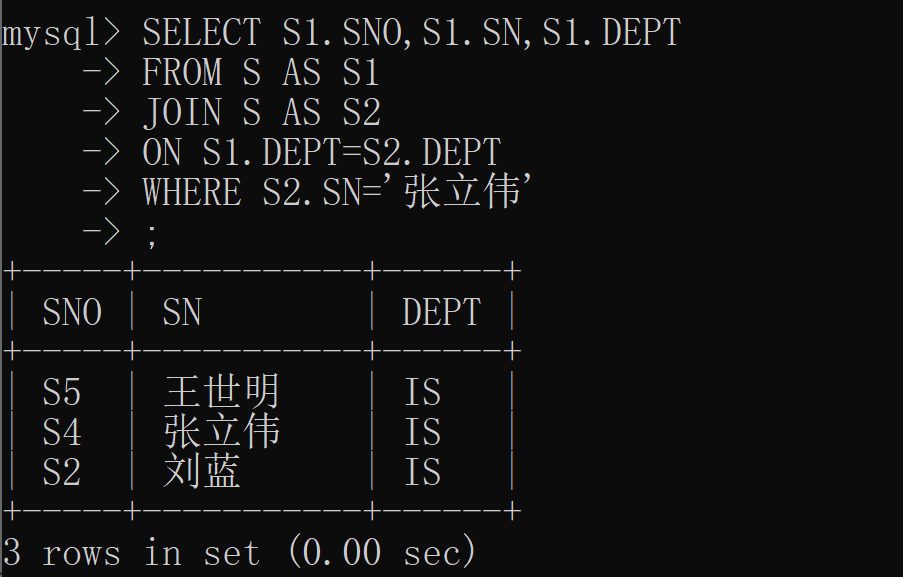 mysql> SELECT S1.SNO,S1.SN,S1.DEPT
    -> FROM S AS S1
    -> JOIN S AS S2
    -> ON S1.DEPT=S2.DEPT
    -> WHERE S2.SN='张立伟'
    -> ;
+-----+-----------+------+
| SNO | SN        | DEPT |
+-----+-----------+------+
| S5  | 王世明    | IS   |
| S4  | 张立伟    | IS   |
| S2  | 刘蓝      | IS   |
+-----+-----------+------+
3 rows in set (0.00 sec)